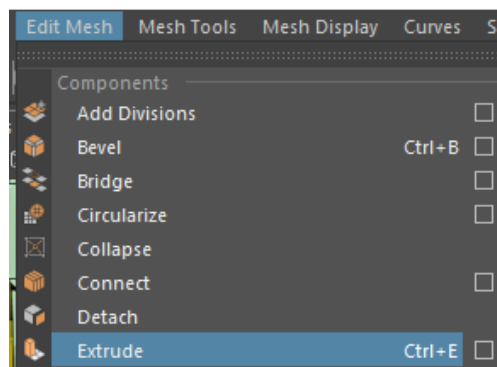 Edit Mesh Mesh Tools Mesh Display Curves S
Components
Add Divisions
Bevel Ctrl+B
Bridge
Circularize
Collapse
Connect
Detach
Extrude Ctrl+E